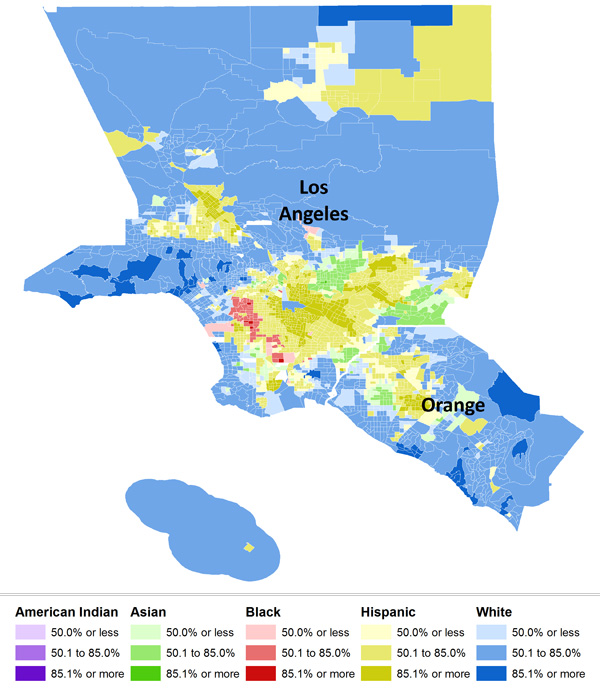 Los
Angeles
Orange
American Indian Asian Black Hispanic White
50.0% or less 50.0% or less 50.0% or less 50.0% or less 50.0% or less
50.1 to 85.0% 50.1 to 85.0% 50.1 to 85.0% 50.1 to 85.0% 50.1 to 85.0%
85.1% or more 85.1% or more 85.1% or more 85.1% or more 85.1% or more